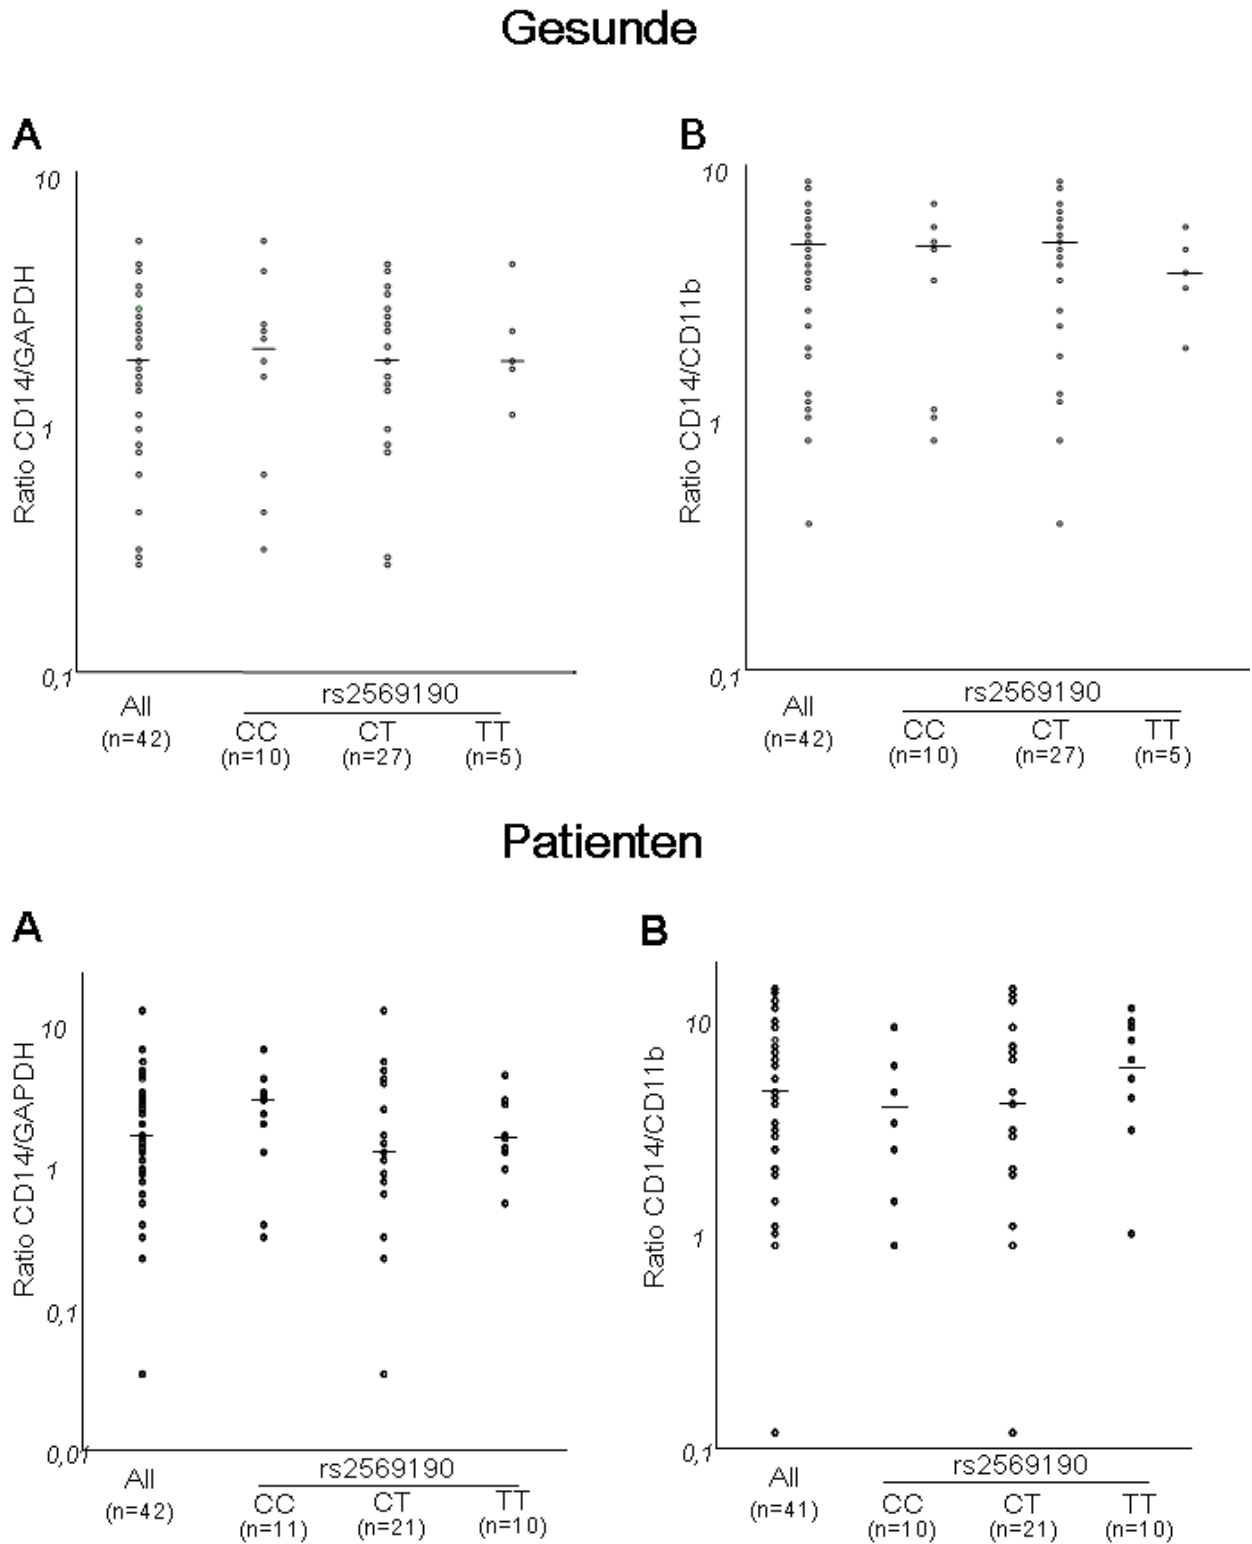 Gesunde
A
10
Ratio CD14/GAPDH
1
0,1
All
(n=42)
rs2569190
CC
(n=10)
CT
(n=27)
TT
(n=5)
B
10
Ratio CD14/CD11b
1
0,1
All
(n=42)
rs2569190
CC
(n=10)
CT
(n=27)
TT
(n=5)
Patienten
A
10
Ratio CD14/GAPDH
1
0,1
0,01
All
(n=42)
rs2569190
CC
(n=11)
CT
(n=21)
TT
(n=10)
B
10
Ratio CD14/CD11b
1
0,1
All
(n=41)
rs2569190
CC
(n=10)
CT
(n=21)
TT
(n=10)